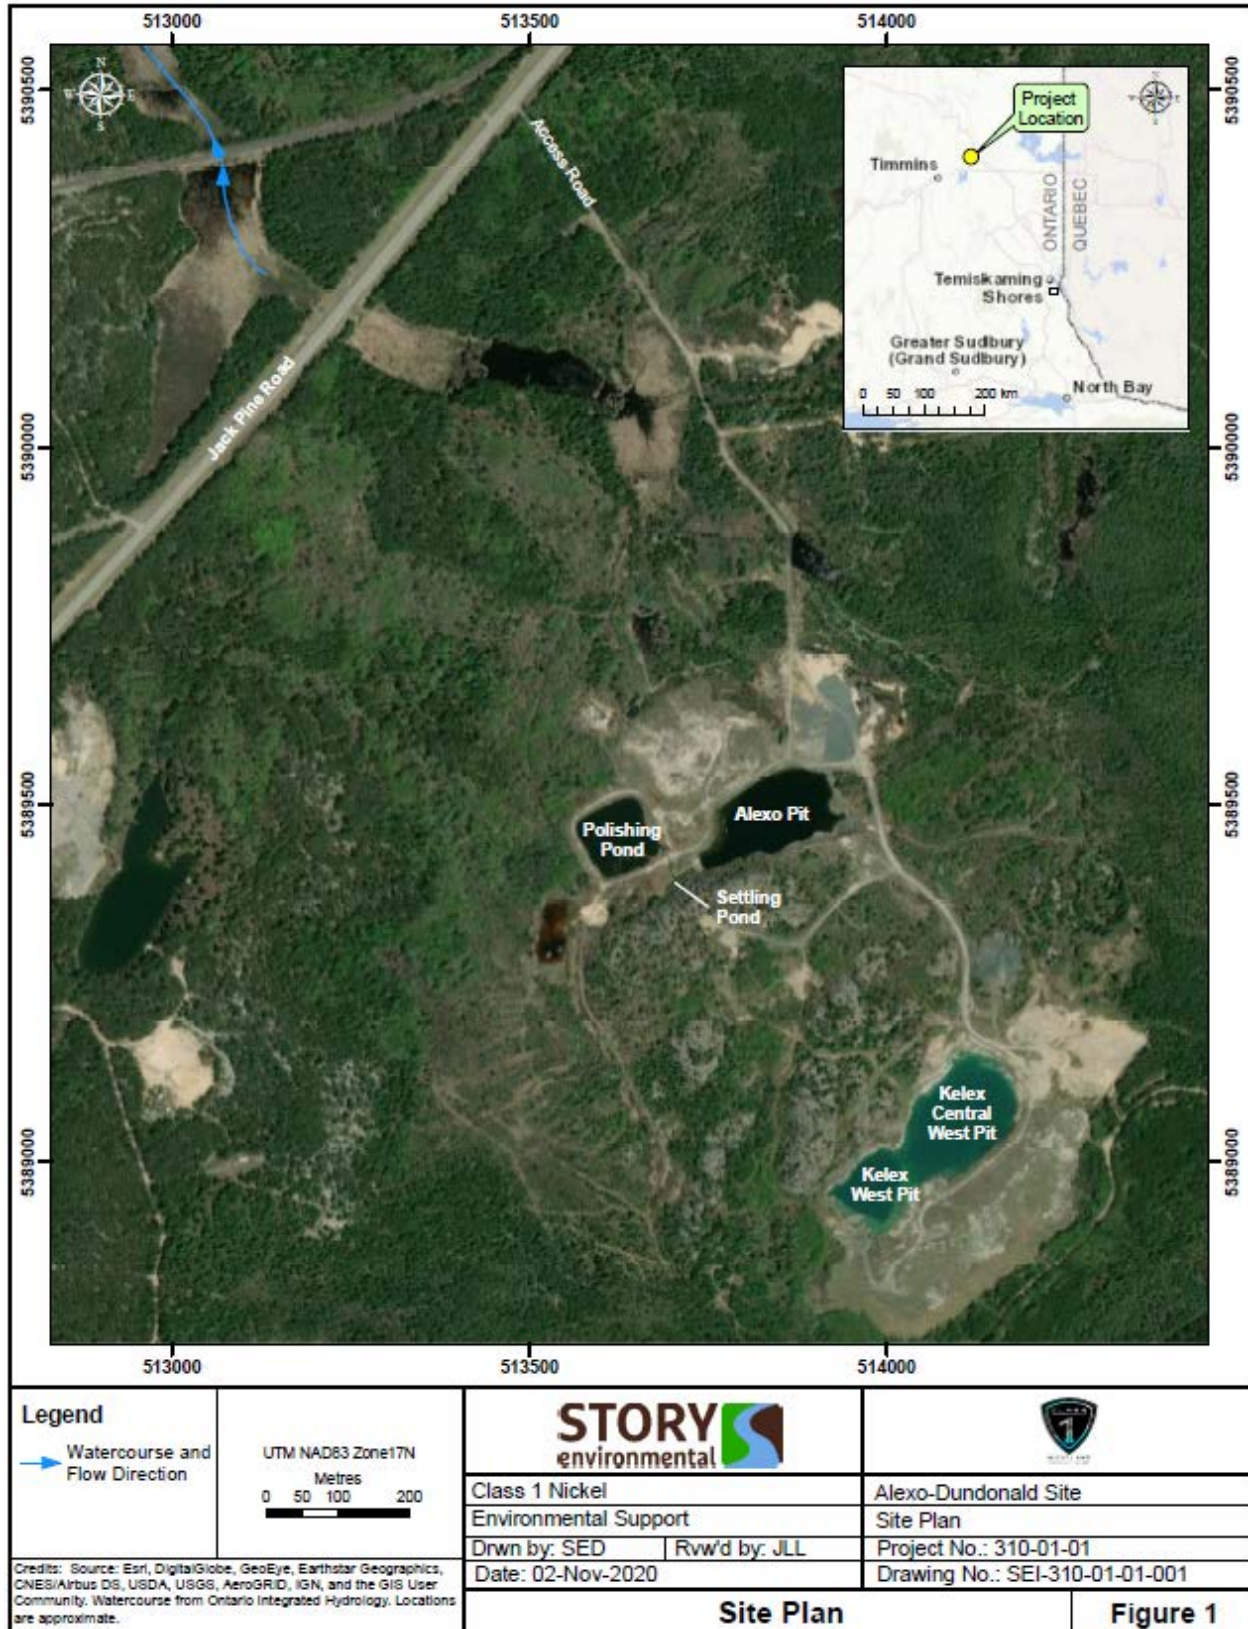 513000
513500
514000
5390500
5390500
N
W
E
S
Project
Location
Timmins
ONTARIO
QUEBEC
Temiskaming
Shores
Greater Sudbury
(Grand Sudbury)
North Bay
0 50 100 200 km
Access Road
Jack Pine Road
5390000
5390000
5389500
5389500
Polishing
Pond
Alexo Pit
Settling
Pond
Kelex
Central
West Pit
Kelex
West Pit
5389000
5389000
513000
513500
514000
Legend
Watercourse and
Flow Direction
UTM NAD83 Zone17N
Metres
0 50 100 200
Credits: Source: Esri, DigitalGlobe, GeoEye, Earthstar Geographics,
CNES/Airbus DS, USDA, USGS, AeroGRID, IGN, and the GIS User
Community. Watercourse from Ontario Integrated Hydrology. Locations
are approximate.
STORY
environmental
Class 1 Nickel
Environmental Support
Drwn by: SED
Rvw'd by: JLL
Date: 02-Nov-2020
1
Alexo-Dundonald Site
Site Plan
Project No.: 310-01-01
Drawing No.: SEI-310-01-01-001
Site Plan
Figure 1